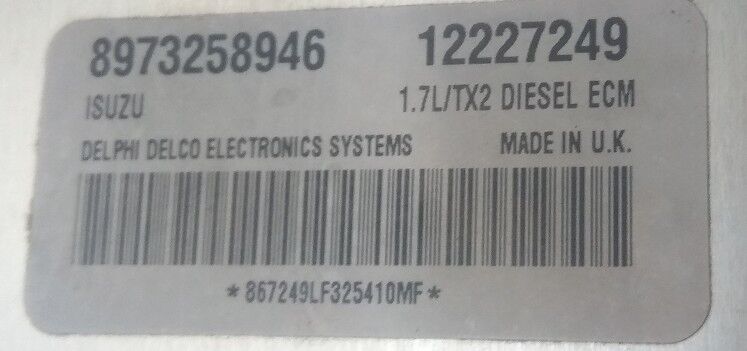 8973258946 12227249
ISUZU 1.7L/TX2 DIESEL ECM
DELPHI DELCO ELECTRONICS SYSTEMS MADE IN U.K.
*867249LF325410MF*